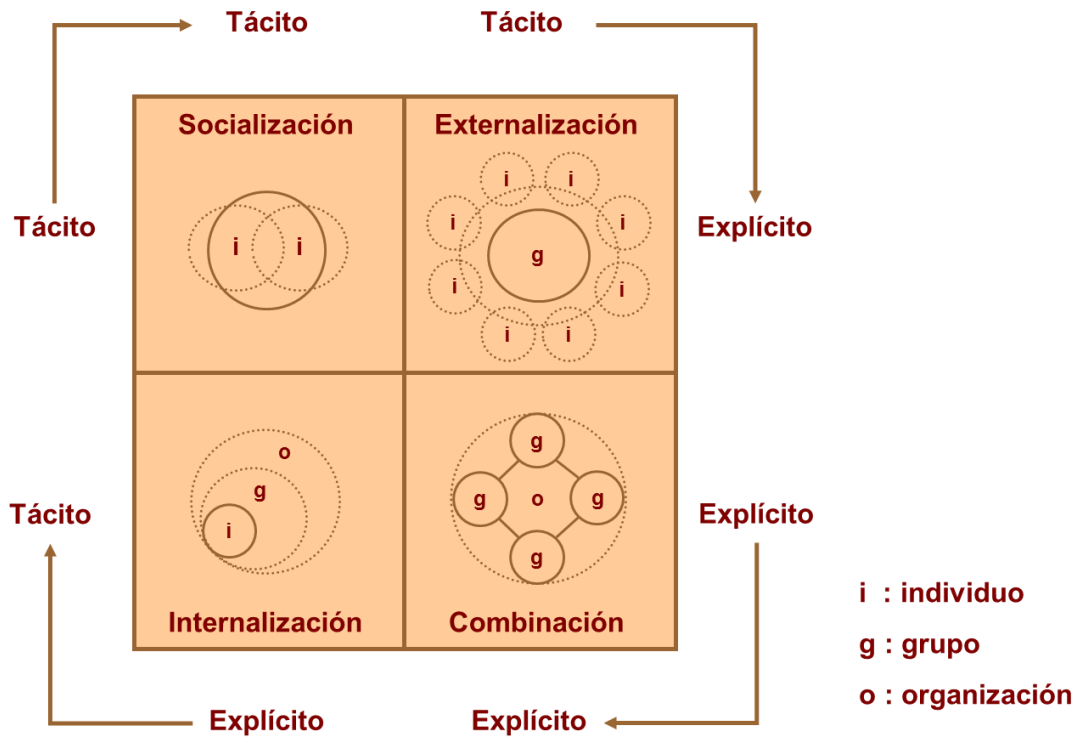 Tácito
Tácito
Socialización
Externalización
i
i
i
i
Tácito
i
i
i
i
Explícito
g
i
i
i
i
o
g
g
Tácito
i
g
o
g
Explícito
g
Internalización
Combinación
i : individuo
g : grupo
o : organización
Explícito
Explícito